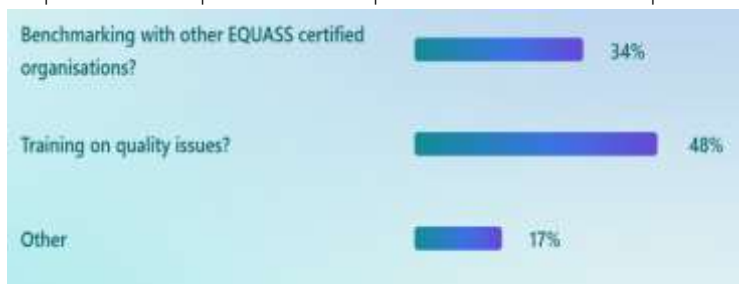 Benchmarking with other EQUASS certified
organisations?
34%
Training on quality issues?
48%
Other
17%